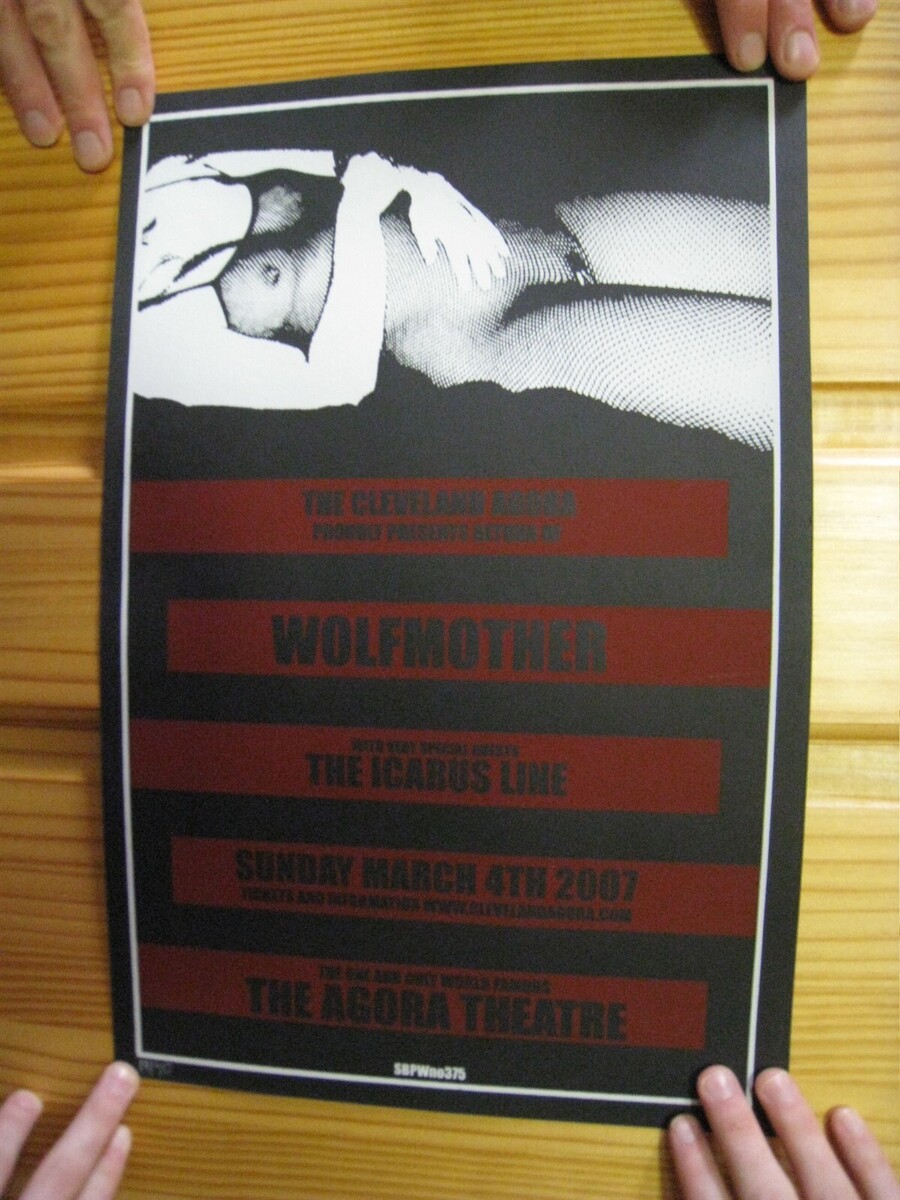 THE CLEVELAND AGORA
PROUDLY PRESENTS RETURN OF
WOLFMOTHER
WITH VERY SPECIAL GUESTS
THE ICARUS LINE
SUNDAY MARCH 4TH 2007
TICKETS AND INFORMATION WWW.CLEVELANDAGORA.COM
THE ONE AND ONLY WORLD FAMOUS
THE AGORA THEATRE
SBPWno375